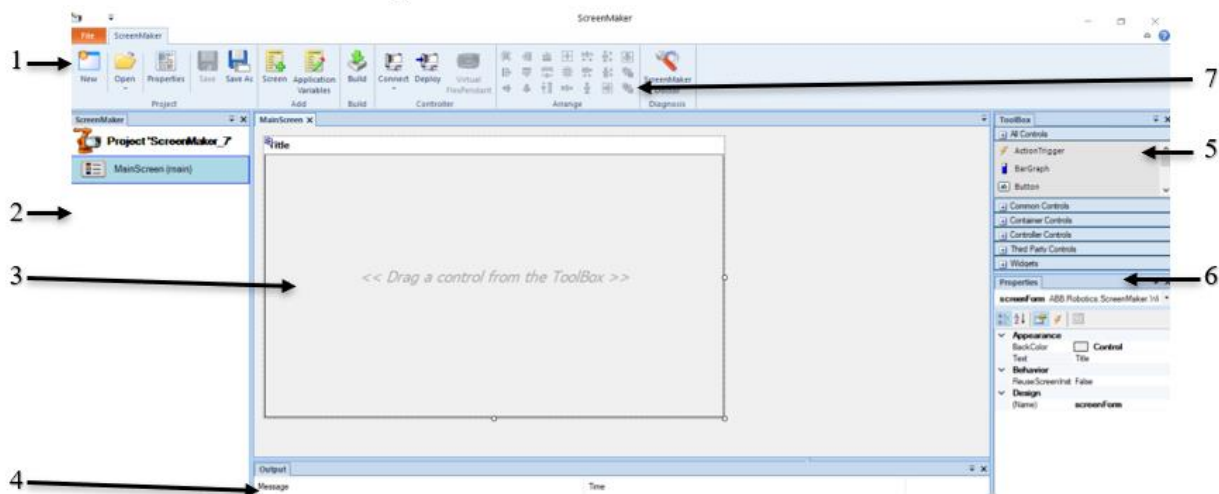 ScreenMaker
File ScreenMaker
1
New Open Properties Save Save As Screen Application Variables Build Connect Deploy Virtual FlexPendant ScreenMaker
Project Add Build Controller Arrange Diagnosis
7
ScreenMaker
Project "ScreenMaker_7"
MainScreen (main)
2
MainScreen X
Title
<< Drag a control from the ToolBox >>
3
ToolBox
All Controls
ActionTrigger
BarGraph
Button
5
Common Controls
Container Controls
Controller Controls
Third Party Controls
Widgets
Properties
6
screenForm ABB.Robotics.ScreenMaker
Appearance
BackColor Control
Text Title
Behavior
ReuseScreenInst False
Design
(Name) screenForm
4
Output
Message Time